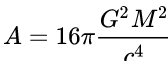 A = 16π G²M² / c⁴